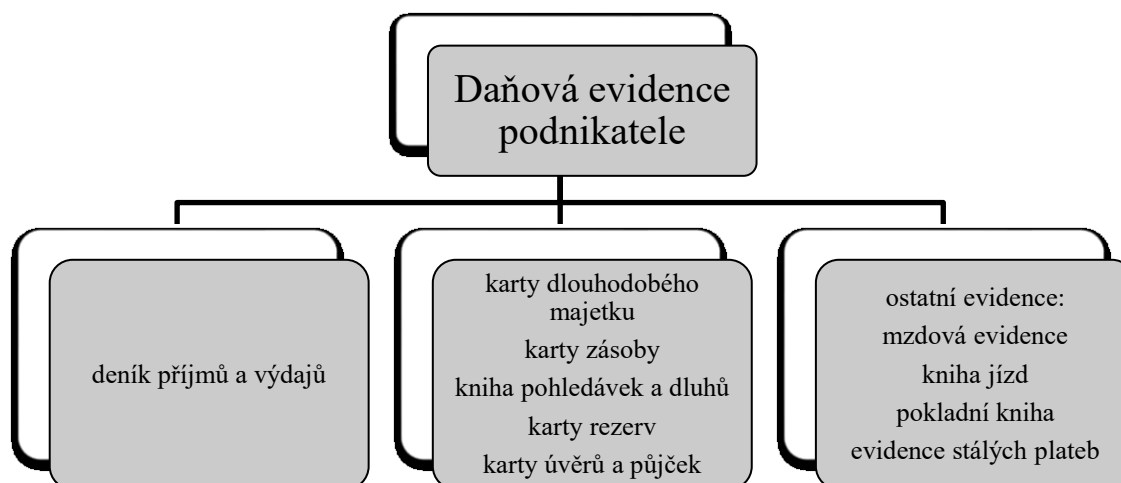 Daňová evidence
podnikatele
deník příjmů a výdajů
karty dlouhodobého
majetku
karty zásoby
kniha pohledávek a dluhů
karty rezerv
karty úvěrů a půjček
ostatní evidence:
mzdová evidence
kniha jízd
pokladní kniha
evidence stálých plateb